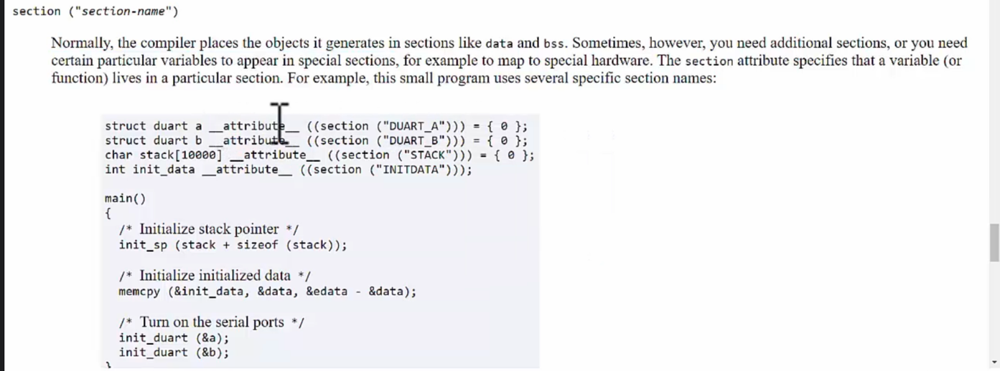 section ("section-name")
Normally, the compiler places the objects it generates in sections like data and bss. Sometimes, however, you need additional sections, or you need
certain particular variables to appear in special sections, for example to map to special hardware. The section attribute specifies that a variable (or
function) lives in a particular section. For example, this small program uses several specific section names:
struct duart a __attribute__ ((section ("DUART_A"))) = { 0 };
struct duart b __attribute__ ((section ("DUART_B"))) = { 0 };
char stack[10000] __attribute__ ((section ("STACK"))) = { 0 };
int init_data __attribute__ ((section ("INITDATA")));
main()
{
/* Initialize stack pointer */
init_sp (stack + sizeof (stack));
/* Initialize initialized data */
memcpy (&init_data, &data, &edata - &data);
/* Turn on the serial ports */
init_duart (&a);
init_duart (&b);
}